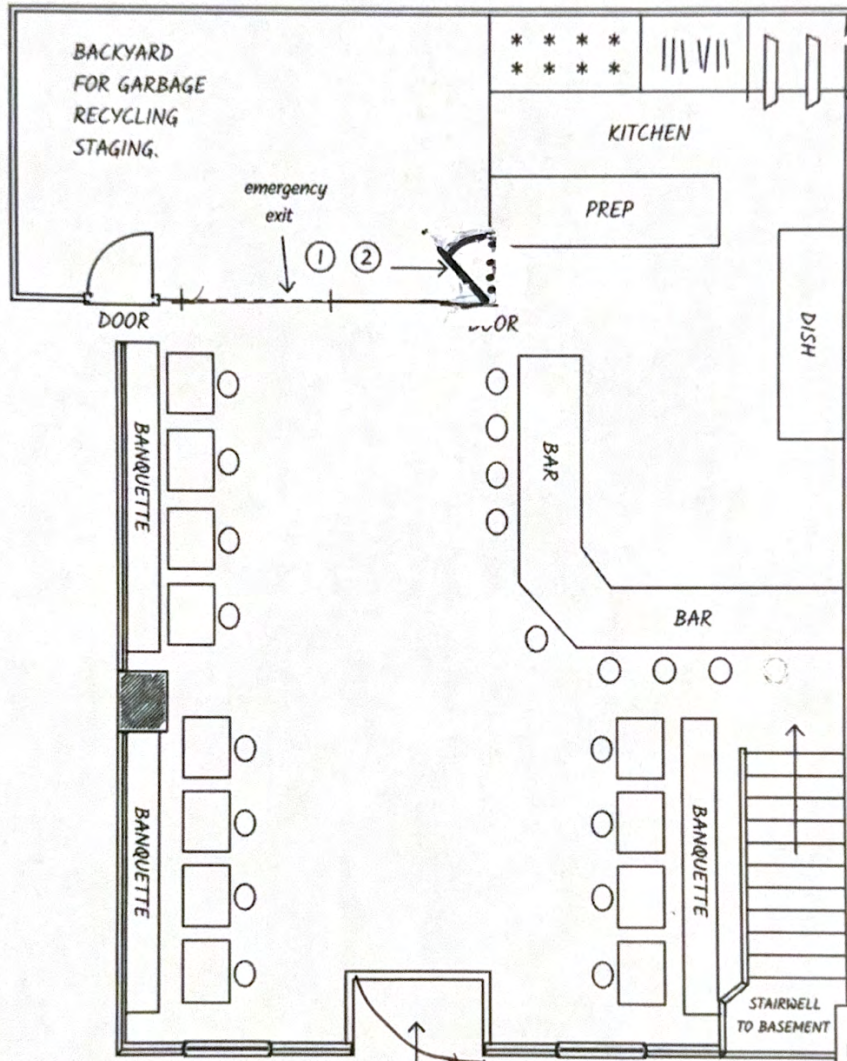 BACKYARD
FOR GARBAGE
RECYCLING
STAGING.
KITCHEN
emergency
exit
PREP
1 2
DOOR
DISH
BANQUETTE
BAR
BAR
BANQUETTE
BANQUETTE
STAIRWELL
TO BASEMENT